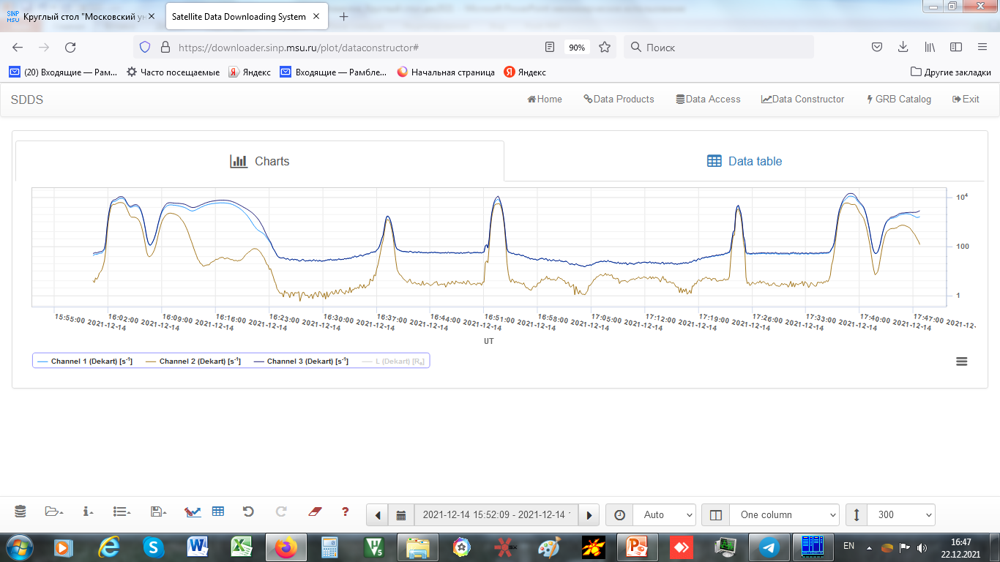 SINP MSU Круглый стол "Московский ун
Satellite Data Downloading System
https://downloader.sinp.msu.ru/plot/dataconstructor#
90%
Поиск
(20) Входящие — Рам...
Часто посещаемые
Яндекс
Входящие — Рамбле...
Начальная страница
Яндекс
Другие закладки
SDDS
Home
Data Products
Data Access
Data Constructor
GRB Catalog
Exit
Charts
Data table
10⁴
100
1
15:55:00 2021-12-14
16:02:00 2021-12-14
16:09:00 2021-12-14
16:16:00 2021-12-14
16:23:00 2021-12-14
16:30:00 2021-12-14
16:37:00 2021-12-14
16:44:00 2021-12-14
16:51:00 2021-12-14
16:58:00 2021-12-14
17:05:00 2021-12-14
17:12:00 2021-12-14
17:19:00 2021-12-14
17:26:00 2021-12-14
17:33:00 2021-12-14
17:40:00 2021-12-14
17:47:00 2021-12-
UT
Channel 1 (Dekart) [s⁻¹]
Channel 2 (Dekart) [s⁻¹]
Channel 3 (Dekart) [s⁻¹]
L (Dekart) [Rₑ]
2021-12-14 15:52:09 - 2021-12-14
Auto
One column
300
EN
16:47
22.12.2021